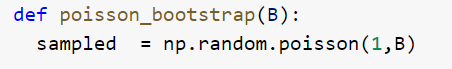 def poisson_bootstrap(B):
  sampled  = np.random.poisson(1,B)